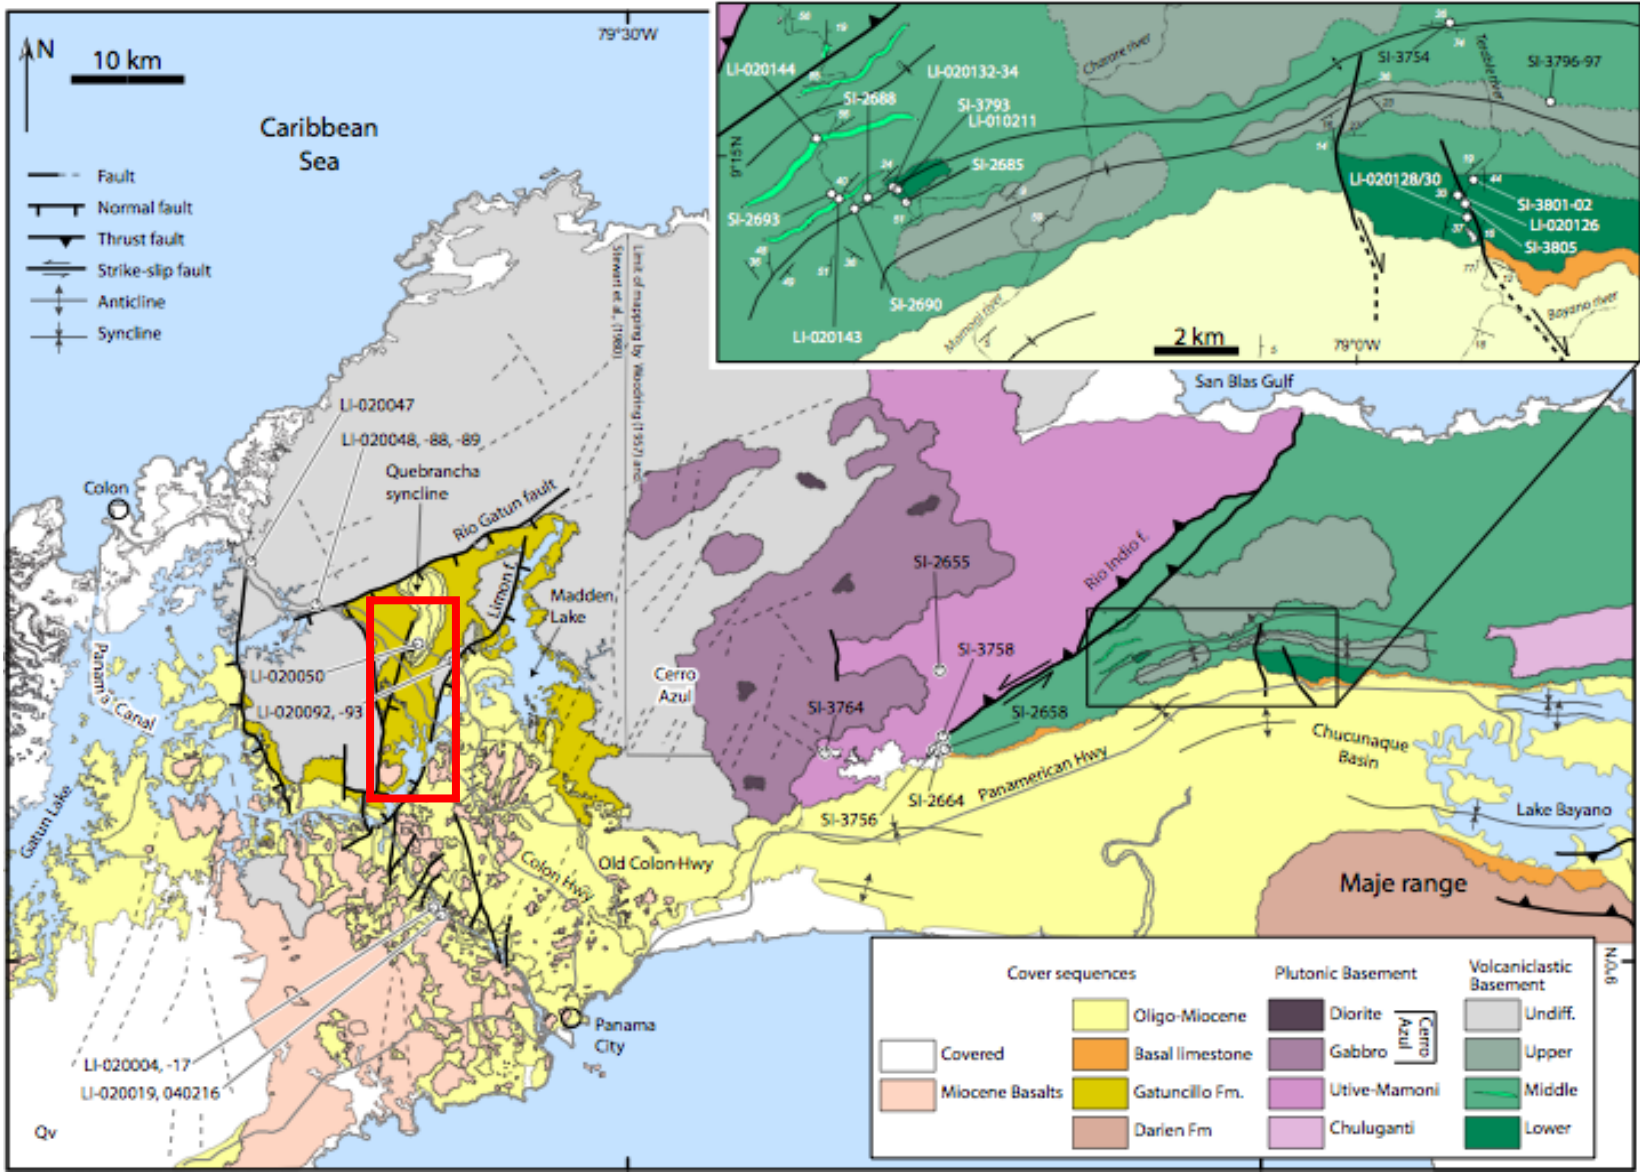 N
10 km
79°30'W
Caribbean
Sea
Fault
Normal fault
Thrust fault
Strike-slip fault
Anticline
Syncline
Limit of mapping by Woodring (1957) and
Stewart et al., (1980).
LI-020047
LI-020048, -88, -89
Quebrancha
syncline
Colon
Rio Gatun fault
Limon f.
Madden
Lake
Panama Canal
LI-020050
LI-020092, -93
Cerro
Azul
Gatun Lake
Old Colon Hwy
Colon Hwy
Panama
City
LI-020004, -17
LI-020019, 040216
Qv
LI-020144
LI-020132-34
SI-2688
SI-3793
LI-010211
SI-2685
Charare river
SI-3754
Terable river
SI-3796-97
9°15'N
SI-2693
SI-2690
LI-020143
Mamoni river
LI-020128/30
SI-3801-02
LI-020126
SI-3805
Bayano river
2 km
79°0'W
San Blas Gulf
Rio Indio f.
SI-2655
SI-3758
SI-3764
SI-2658
SI-2664
SI-3756
Panamerican Hwy
Chucunaque
Basin
Lake Bayano
Maje range
9°0'N
Cover sequences
Covered
Miocene Basalts
Oligo-Miocene
Basal limestone
Gatuncillo Fm.
Darien Fm
Plutonic Basement
Diorite
Gabbro
Cerro
Azul
Utive-Mamoni
Chuluganti
Volcaniclastic
Basement
Undiff.
Upper
Middle
Lower